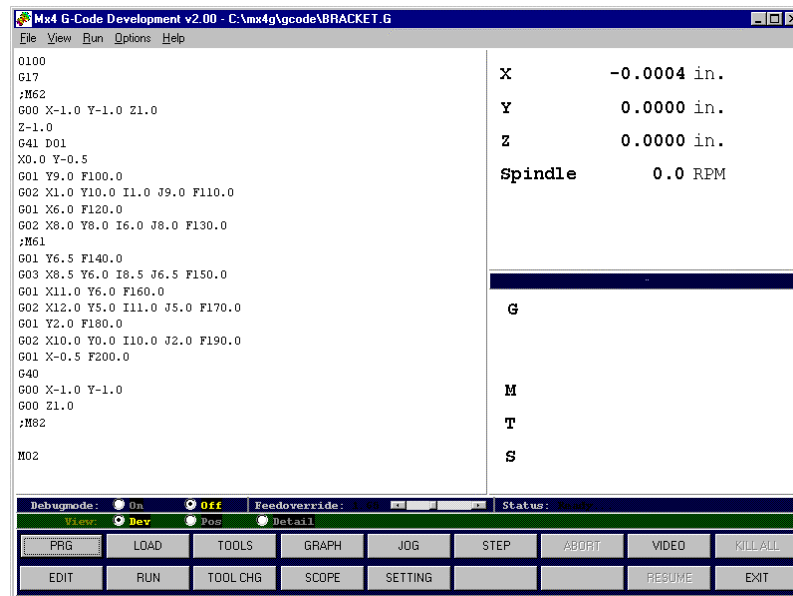 Mx4 G-Code Development v2.00 - C:\mx4g\gcode\BRACKET.G
File View Run Options Help
0100
G17
;M62
G00 X-1.0 Y-1.0 Z1.0
Z-1.0
G41 D01
X0.0 Y-0.5
G01 Y9.0 F100.0
G02 X1.0 Y10.0 I1.0 J9.0 F110.0
G01 X6.0 F120.0
G02 X8.0 Y8.0 I6.0 J8.0 F130.0
;M61
G01 Y6.5 F140.0
G03 X8.5 Y6.0 I8.5 J6.5 F150.0
G01 X11.0 Y6.0 F160.0
G02 X12.0 Y5.0 I11.0 J5.0 F170.0
G01 Y2.0 F180.0
G02 X10.0 Y0.0 I10.0 J2.0 F190.0
G01 X-0.5 F200.0
G40
G00 X-1.0 Y-1.0
G00 Z1.0
;M82
M02
X -0.0004 in.
Y 0.0000 in.
Z 0.0000 in.
Spindle 0.0 RPM
-
G
M
T
S
Debugmode: On Off Feedoverride: Status: Ready
View: Dev Pos Detail
PRG LOAD TOOLS GRAPH JOG STEP ABORT VIDEO KILL ALL
EDIT RUN TOOL CHG SCOPE SETTING RESUME EXIT